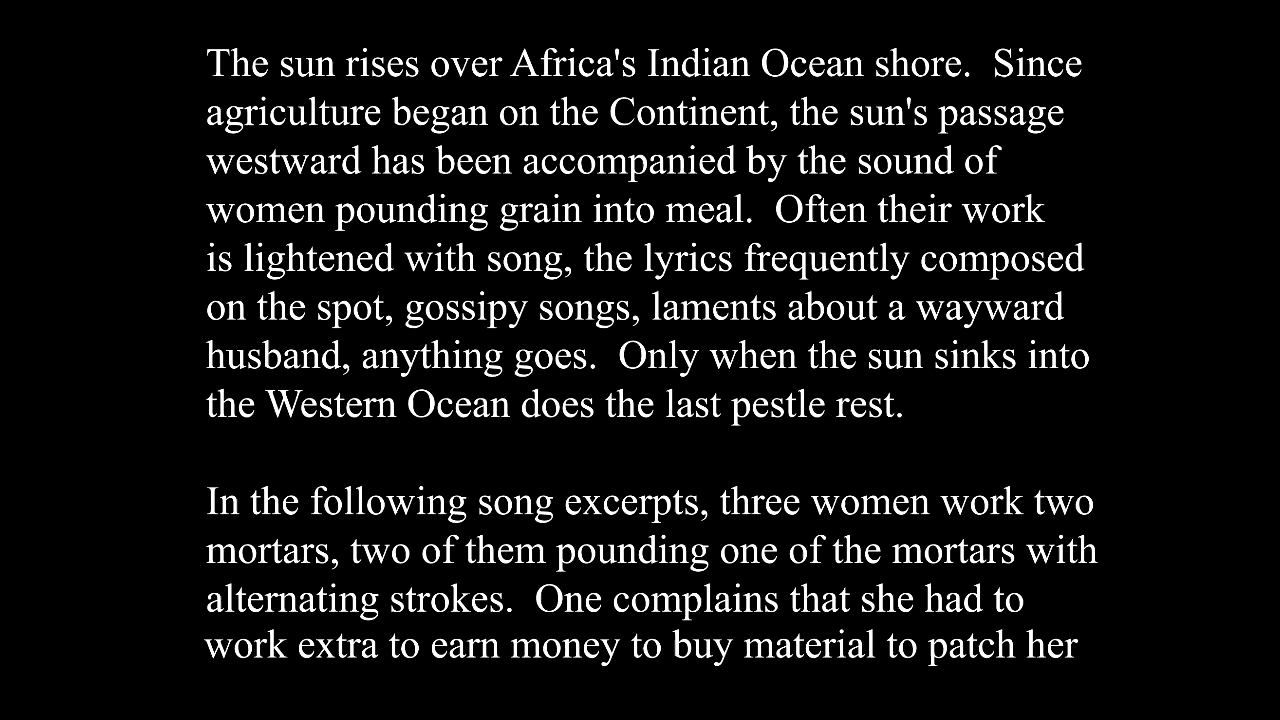 The sun rises over Africa's Indian Ocean shore.  Since
agriculture began on the Continent, the sun's passage
westward has been accompanied by the sound of
women pounding grain into meal.  Often their work
is lightened with song, the lyrics frequently composed
on the spot, gossipy songs, laments about a wayward
husband, anything goes.  Only when the sun sinks into
the Western Ocean does the last pestle rest.

In the following song excerpts, three women work two
mortars, two of them pounding one of the mortars with
alternating strokes.  One complains that she had to
work extra to earn money to buy material to patch her